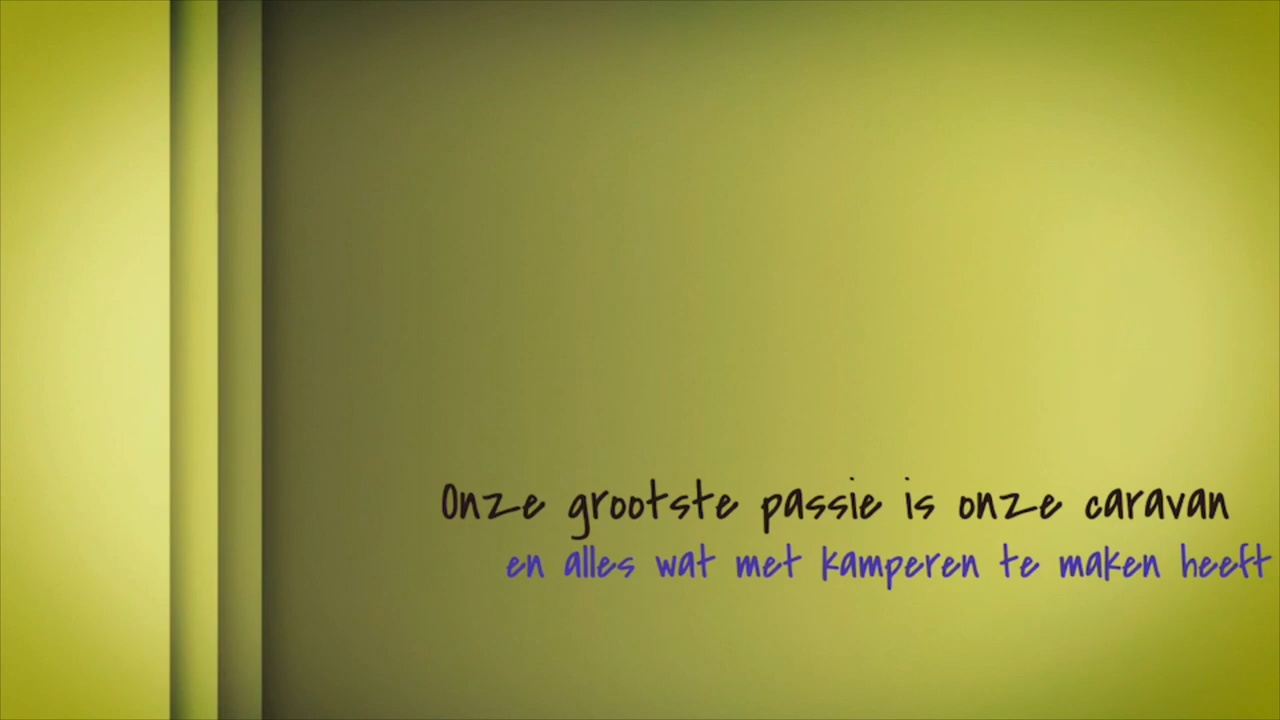 Onze grootste passie is onze caravan
en alles wat met kamperen te maken heeft